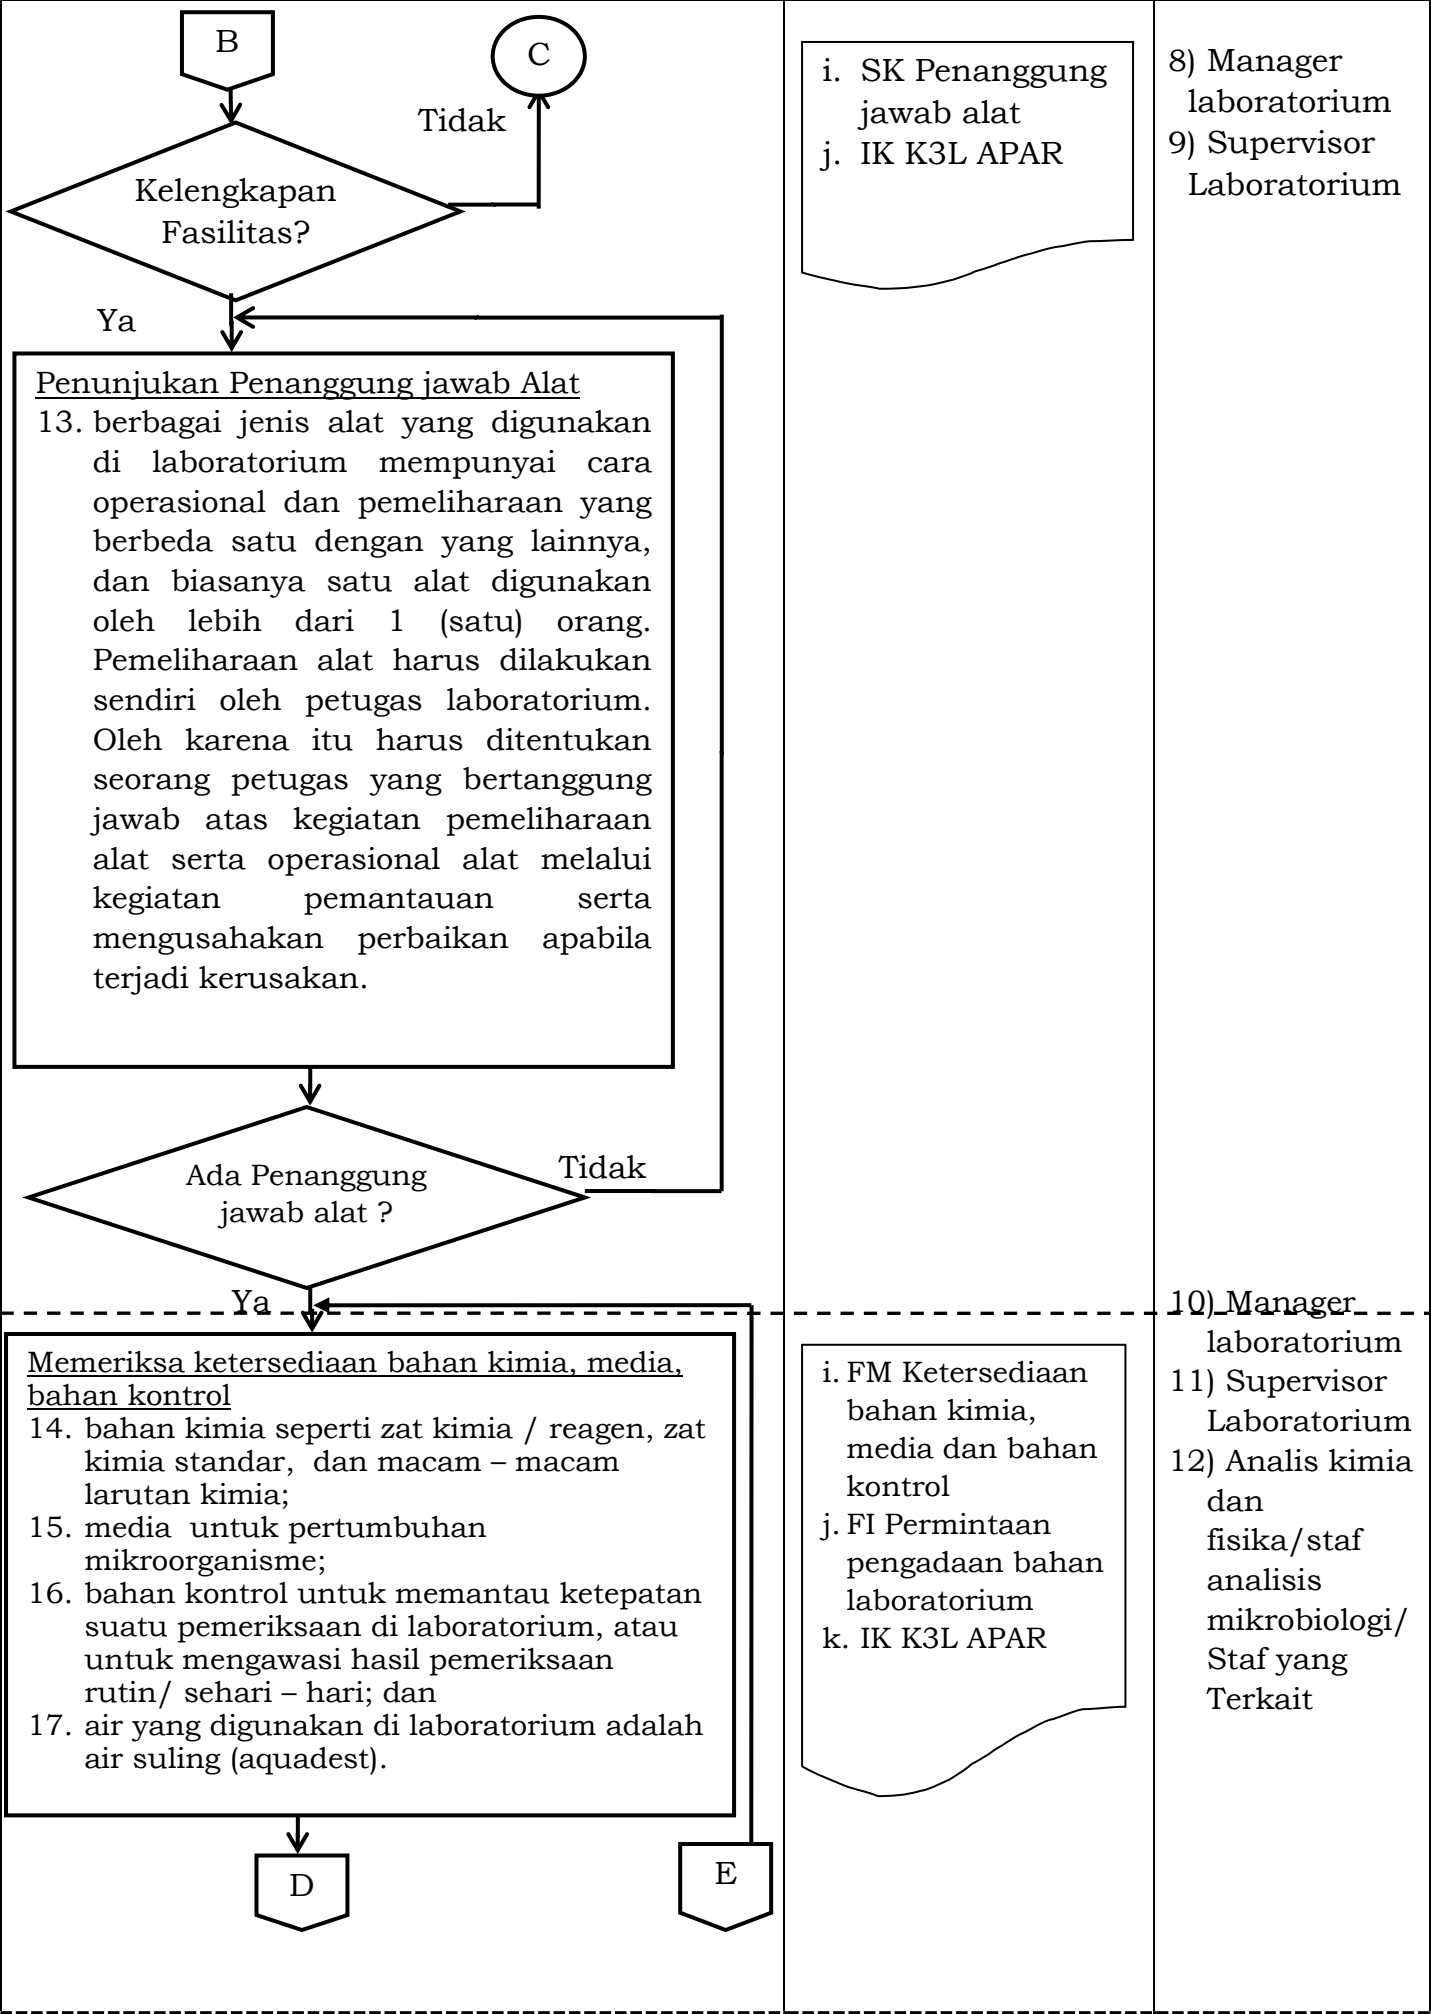 B
C
Tidak
Kelengkapan
Fasilitas?
Ya
Penunjukan Penanggung jawab Alat
13. berbagai jenis alat yang digunakan
di laboratorium mempunyai cara
operasional dan pemeliharaan yang
berbeda satu dengan yang lainnya,
dan biasanya satu alat digunakan
oleh lebih dari 1 (satu) orang.
Pemeliharaan alat harus dilakukan
sendiri oleh petugas laboratorium.
Oleh karena itu harus ditentukan
seorang petugas yang bertanggung
jawab atas kegiatan pemeliharaan
alat serta operasional alat melalui
kegiatan pemantauan serta
mengusahakan perbaikan apabila
terjadi kerusakan.
Ada Penanggung
jawab alat ?
Tidak
Ya
Memeriksa ketersediaan bahan kimia, media,
bahan kontrol
14. bahan kimia seperti zat kimia / reagen, zat
kimia standar, dan macam – macam
larutan kimia;
15. media untuk pertumbuhan
mikroorganisme;
16. bahan kontrol untuk memantau ketepatan
suatu pemeriksaan di laboratorium, atau
untuk mengawasi hasil pemeriksaan
rutin/ sehari – hari; dan
17. air yang digunakan di laboratorium adalah
air suling (aquadest).
D
E
i. SK Penanggung
jawab alat
j. IK K3L APAR
i. FM Ketersediaan
bahan kimia,
media dan bahan
kontrol
j. FI Permintaan
pengadaan bahan
laboratorium
k. IK K3L APAR
8) Manager
laboratorium
9) Supervisor
Laboratorium
10) Manager
laboratorium
11) Supervisor
Laboratorium
12) Analis kimia
dan
fisika/staf
analisis
mikrobiologi/
Staf yang
Terkait